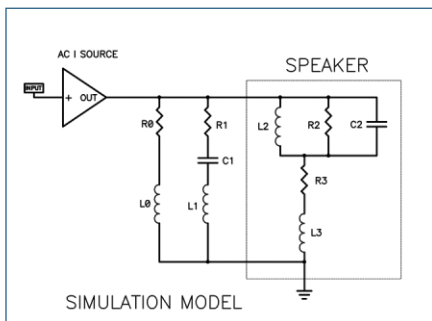 AC I SOURCE
SPEAKER
INPUT
+ OUT
R0
R1
L2
R2
C2
C1
R3
L0
L1
L3
SIMULATION MODEL